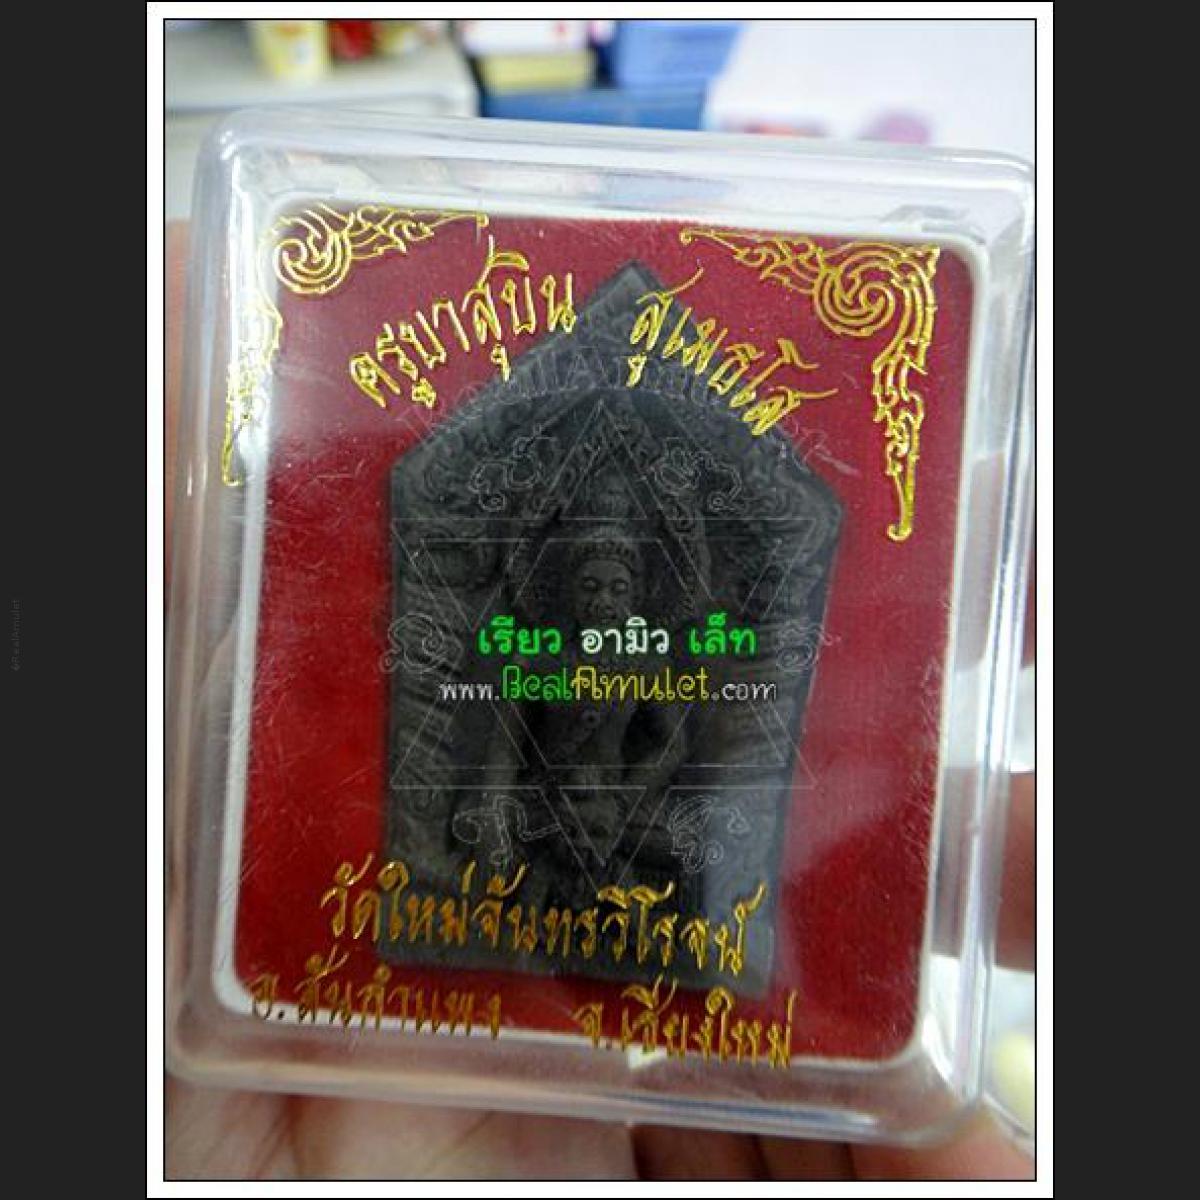 ครูบาสุบิน สุเมธโส
เรียว อามิว เล็ท
www.RealAmulet.com
วัดใหม่จันทรวิโรจน์
อ.สันกำแพง จ.เชียงใหม่
©RealAmulet